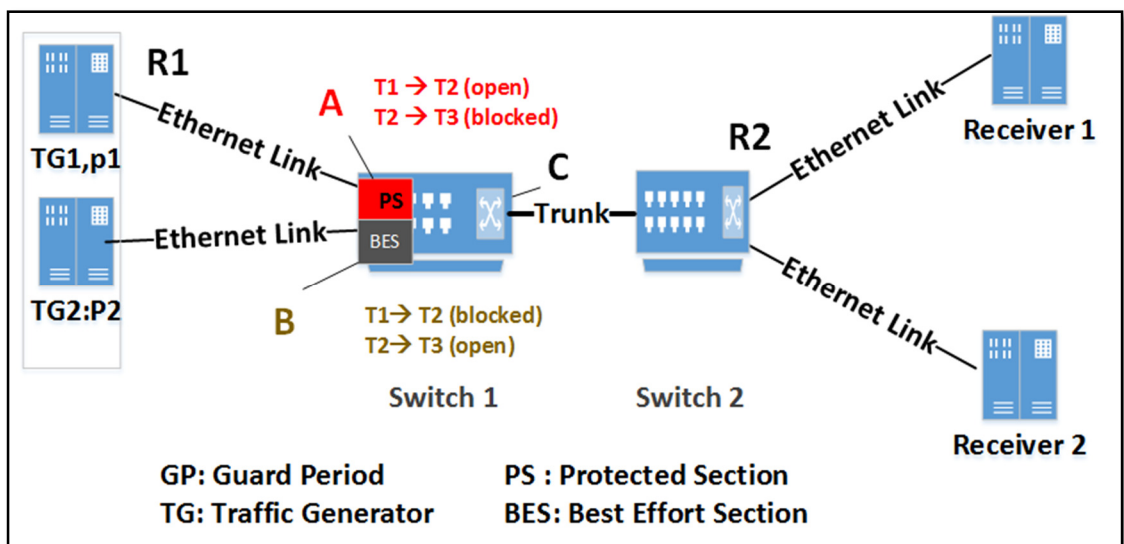 R1
TG1,p1
Ethernet Link
A
T1 → T2 (open)
T2 → T3 (blocked)
PS
BES
C
Trunk
R2
Ethernet Link
Receiver 1
Ethernet Link
TG2:P2
B
T1→ T2 (blocked)
T2→ T3 (open)
Switch 1
Switch 2
Ethernet Link
Receiver 2
GP: Guard Period
PS : Protected Section
TG: Traffic Generator
BES: Best Effort Section